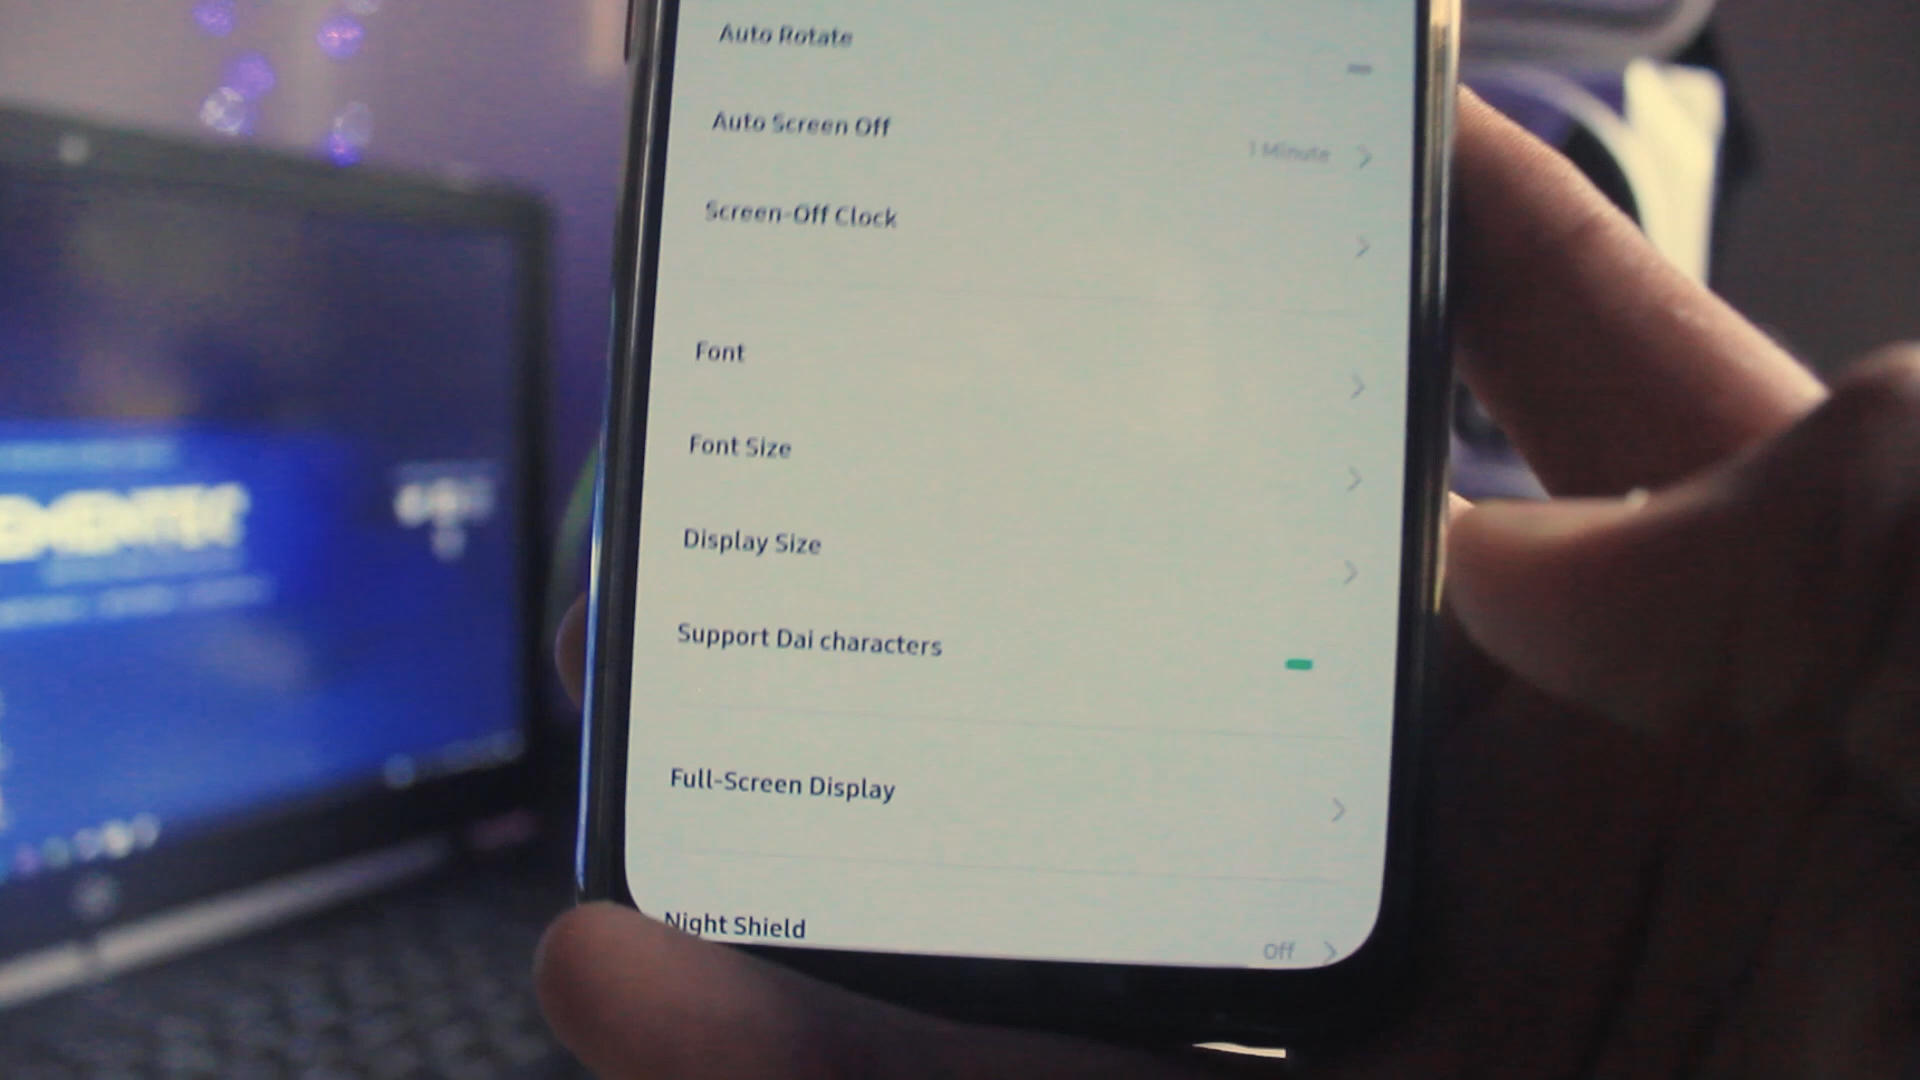 Auto Rotate
Auto Screen Off
1 Minute
Screen-Off Clock
Font
Font Size
Display Size
Support Dai characters
Full-Screen Display
Night Shield
Off